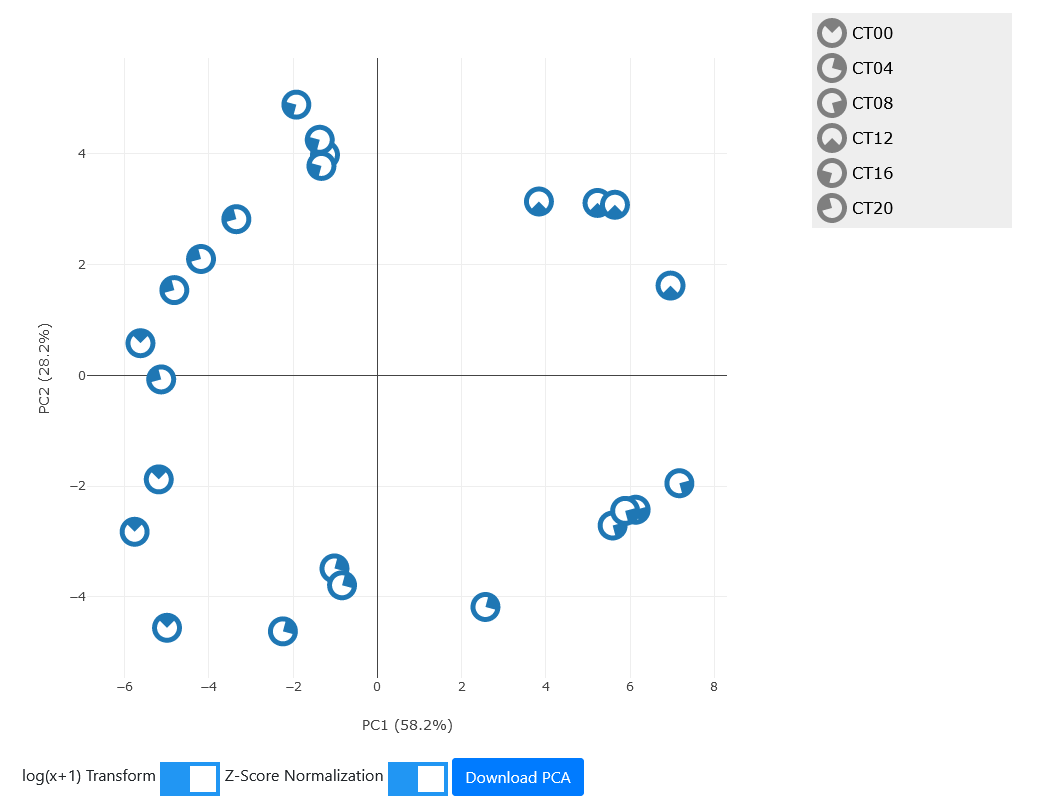 CT00
CT04
CT08
CT12
CT16
CT20
4
2
0
−2
−4
PC2 (28.2%)
−6
−4
−2
0
2
4
6
8
PC1 (58.2%)
log(x+1) Transform
Z-Score Normalization
Download PCA